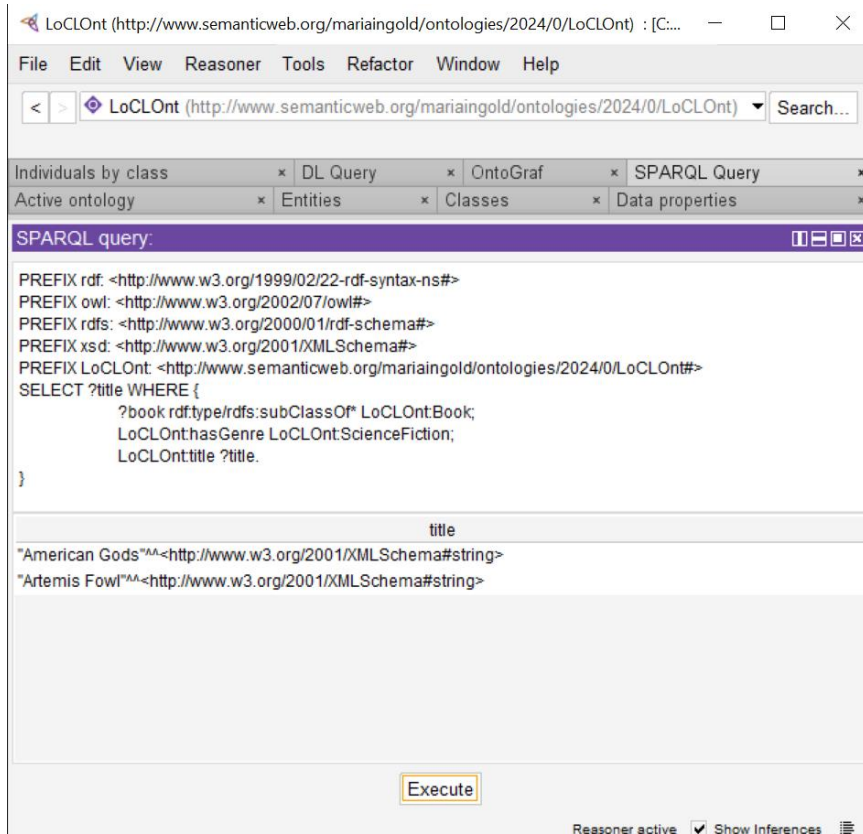 LoCLOnt (http://www.semanticweb.org/mariaingold/ontologies/2024/0/LoCLOnt) : [C:...
File Edit View Reasoner Tools Refactor Window Help
< > LoCLOnt (http://www.semanticweb.org/mariaingold/ontologies/2024/0/LoCLOnt) Search...
Individuals by class × DL Query × OntoGraf × SPARQL Query ×
Active ontology × Entities × Classes × Data properties ×
SPARQL query:
PREFIX rdf: <http://www.w3.org/1999/02/22-rdf-syntax-ns#>
PREFIX owl: <http://www.w3.org/2002/07/owl#>
PREFIX rdfs: <http://www.w3.org/2000/01/rdf-schema#>
PREFIX xsd: <http://www.w3.org/2001/XMLSchema#>
PREFIX LoCLOnt: <http://www.semanticweb.org/mariaingold/ontologies/2024/0/LoCLOnt#>
SELECT ?title WHERE {
?book rdf:type/rdfs:subClassOf* LoCLOnt:Book;
LoCLOnt:hasGenre LoCLOnt:ScienceFiction;
LoCLOnt:title ?title.
}
title
"American Gods"^^<http://www.w3.org/2001/XMLSchema#string>
"Artemis Fowl"^^<http://www.w3.org/2001/XMLSchema#string>
Execute
Reasoner active Show Inferences